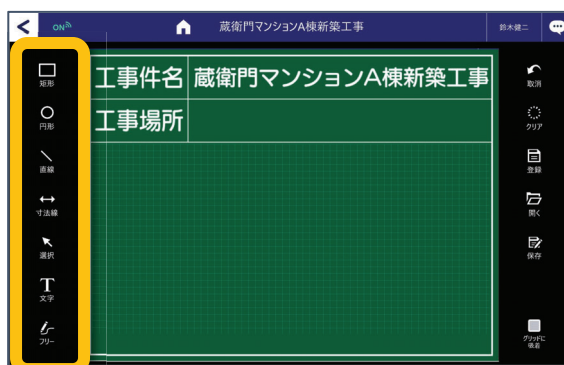 ON
蔵衛門マンションA棟新築工事
鈴木健二
矩形
円形
直線
寸法線
選択
T
文字
フリー
工事件名 蔵衛門マンションA棟新築工事
工事場所
取消
クリア
登録
開く
保存
グリッドに
吸着